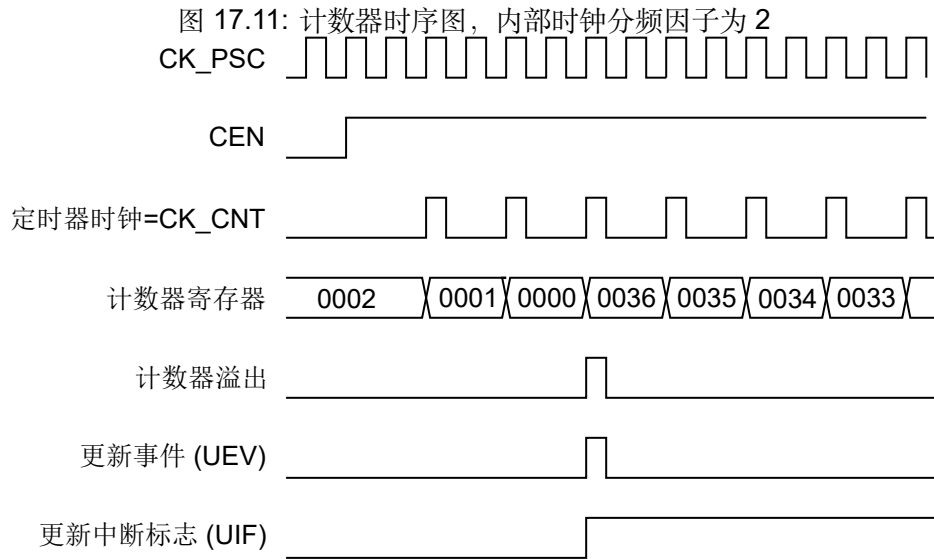 图 17.11: 计数器时序图，内部时钟分频因子为 2
CK_PSC
CEN
定时器时钟=CK_CNT
计数器寄存器 0002 0001 0000 0036 0035 0034 0033
计数器溢出
更新事件 (UEV)
更新中断标志 (UIF)